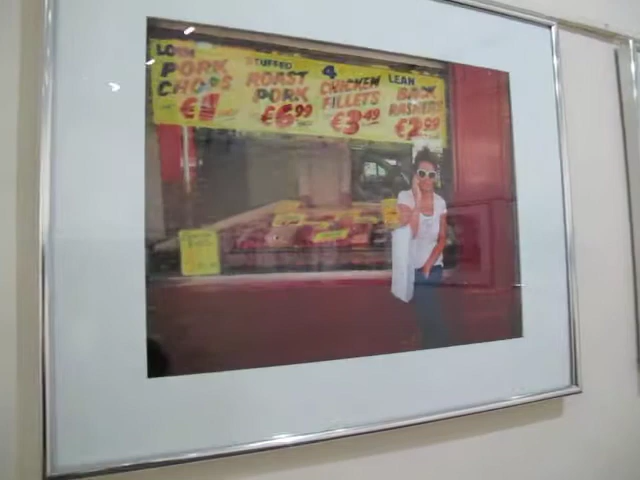 LOIN
PORK
CHOPS
€1
STUFFED
ROAST
PORK
€6.99
4
CHICKEN
FILLETS
€3.49
LEAN
BACK
RASHERS
€2.99